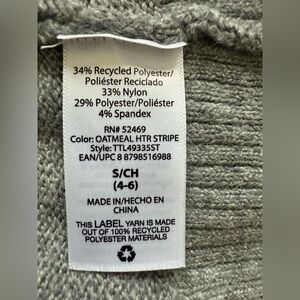 34% Recycled Polyester/
Poliéster Reciclado
33% Nylon
29% Polyester/Poliéster
4% Spandex
RN# 52469
Color: OATMEAL HTR STRIPE
Style: TTL49335ST
EAN/UPC 8 8798516988
S/CH
(4-6)
MADE IN/HECHO EN
CHINA
THIS LABEL YARN IS MADE
OUT OF 100% RECYCLED
POLYESTER MATERIALS